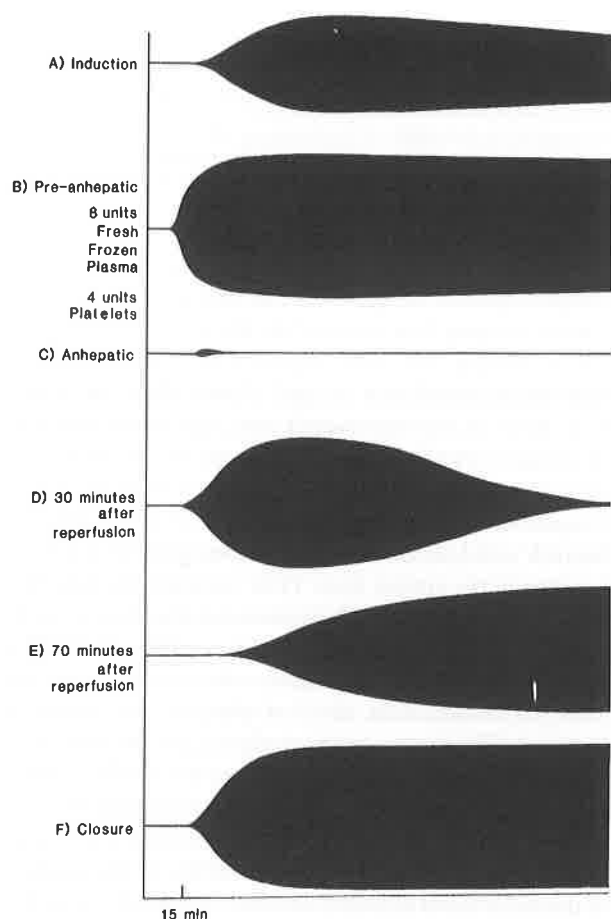 A) Induction
B) Pre-anhepatic
8 units
Fresh
Frozen
Plasma
4 units
Platelets
C) Anhepatic
D) 30 minutes
after
reperfusion
E) 70 minutes
after
reperfusion
F) Closure
15 min